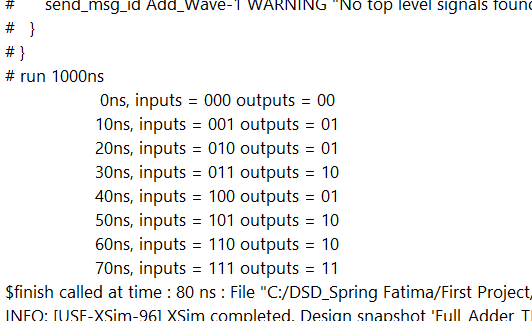 #      send_msg_id Add_Wave-1 WARNING "No top level signals found
#   }
# }
# run 1000ns
0ns, inputs = 000 outputs = 00
10ns, inputs = 001 outputs = 01
20ns, inputs = 010 outputs = 01
30ns, inputs = 011 outputs = 10
40ns, inputs = 100 outputs = 01
50ns, inputs = 101 outputs = 10
60ns, inputs = 110 outputs = 10
70ns, inputs = 111 outputs = 11
$finish called at time : 80 ns : File "C:/DSD_Spring Fatima/First Project/
INFO: [USF-XSim-96] XSim completed. Design snapshot 'Full_Adder_T